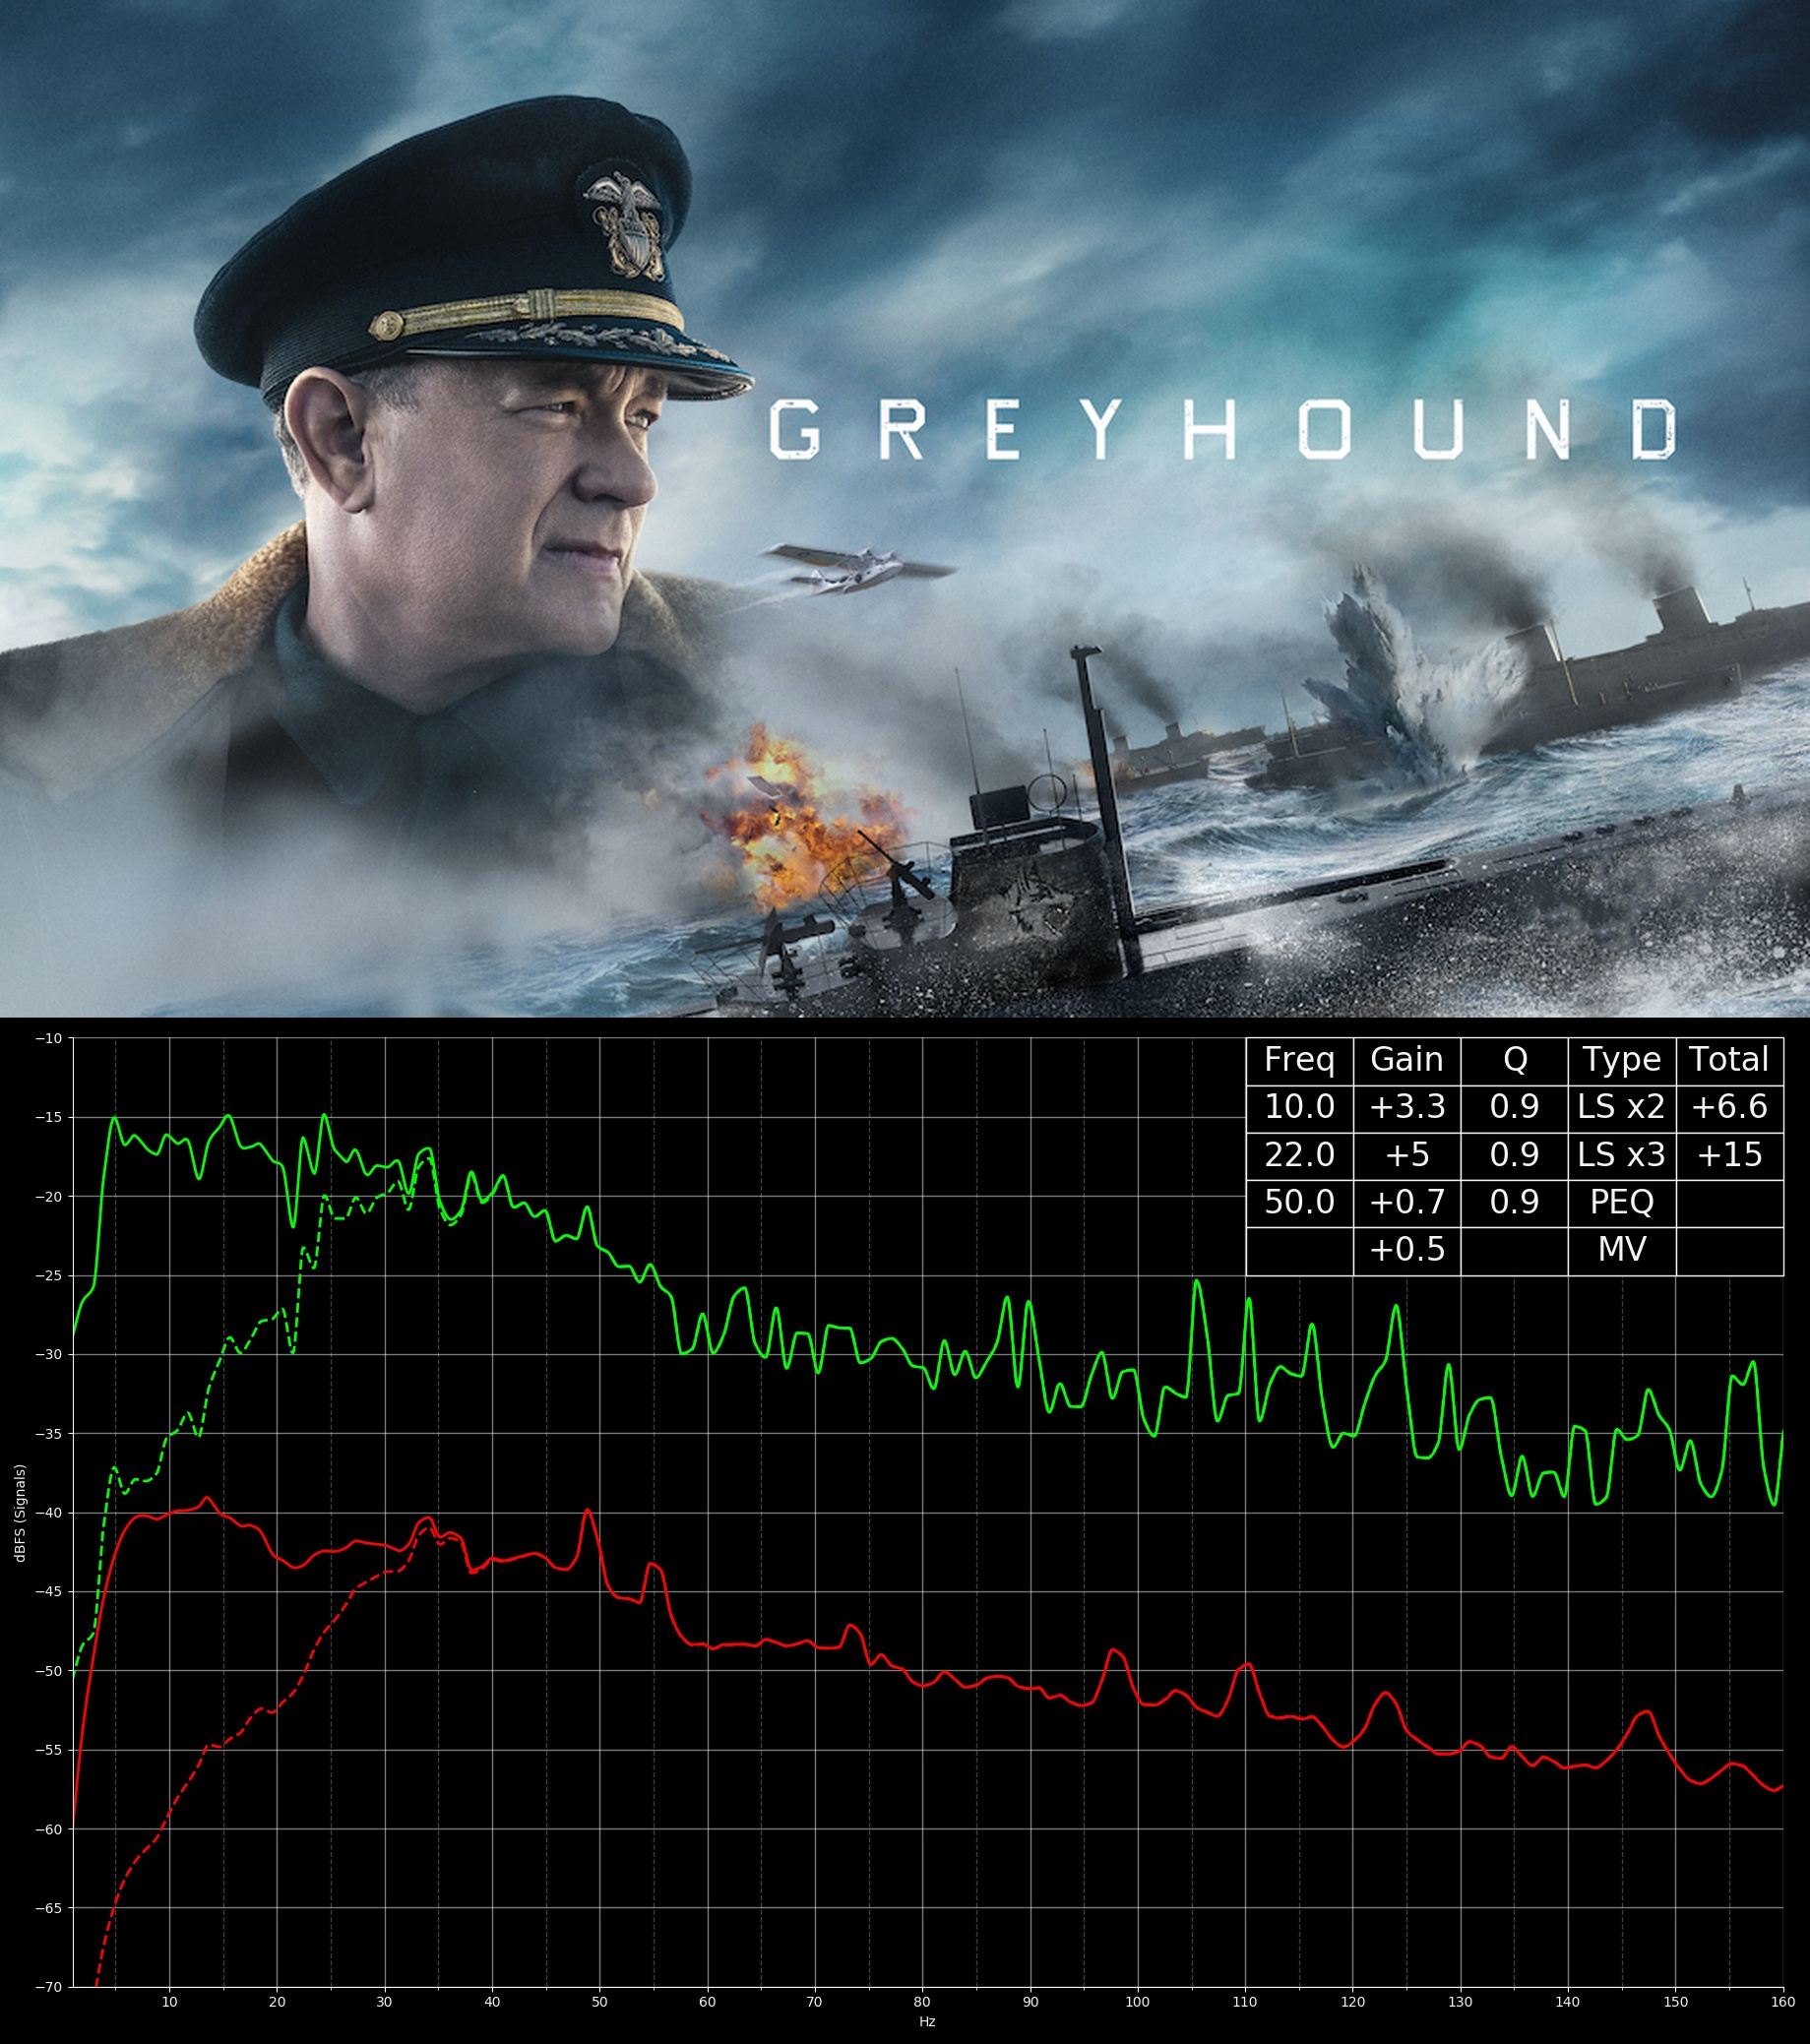 GREYHOUND
Freq Gain Q Type Total
10.0 +3.3 0.9 LS x2 +6.6
22.0 +5 0.9 LS x3 +15
50.0 +0.7 0.9 PEQ
+0.5 MV
−10
−15
−20
−25
−30
−35
−40
−45
−50
−55
−60
−65
−70
dBFS (Signals)
10 20 30 40 50 60 70 80 90 100 110 120 130 140 150 160
Hz